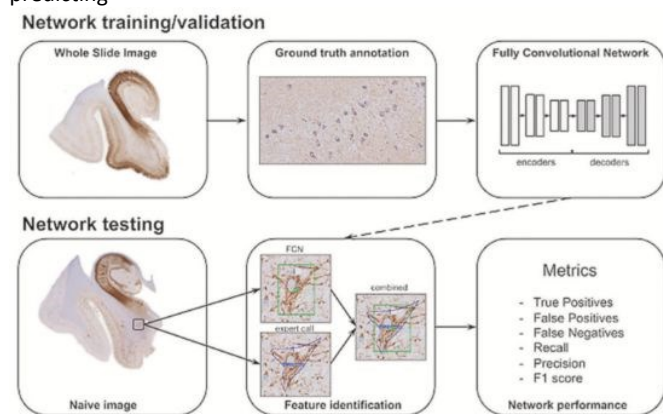 predicting
Network training/validation
Whole Slide Image
Ground truth annotation
Fully Convolutional Network
encoders
decoders
Network testing
FCN
expert call
combined
Metrics
- True Positives
- False Positives
- False Negatives
- Recall
- Precision
- F1 score
Naive image
Feature identification
Network performance